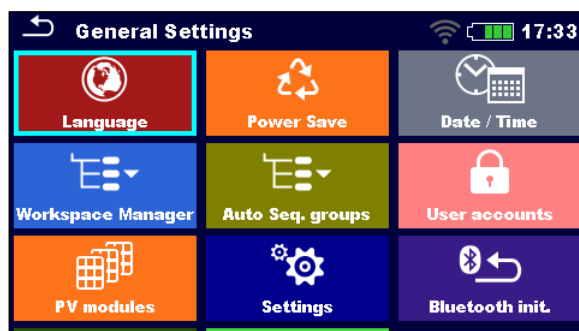 General Settings 17:33
Language Power Save Date / Time
Workspace Manager Auto Seq. groups User accounts
PV modules Settings Bluetooth init.